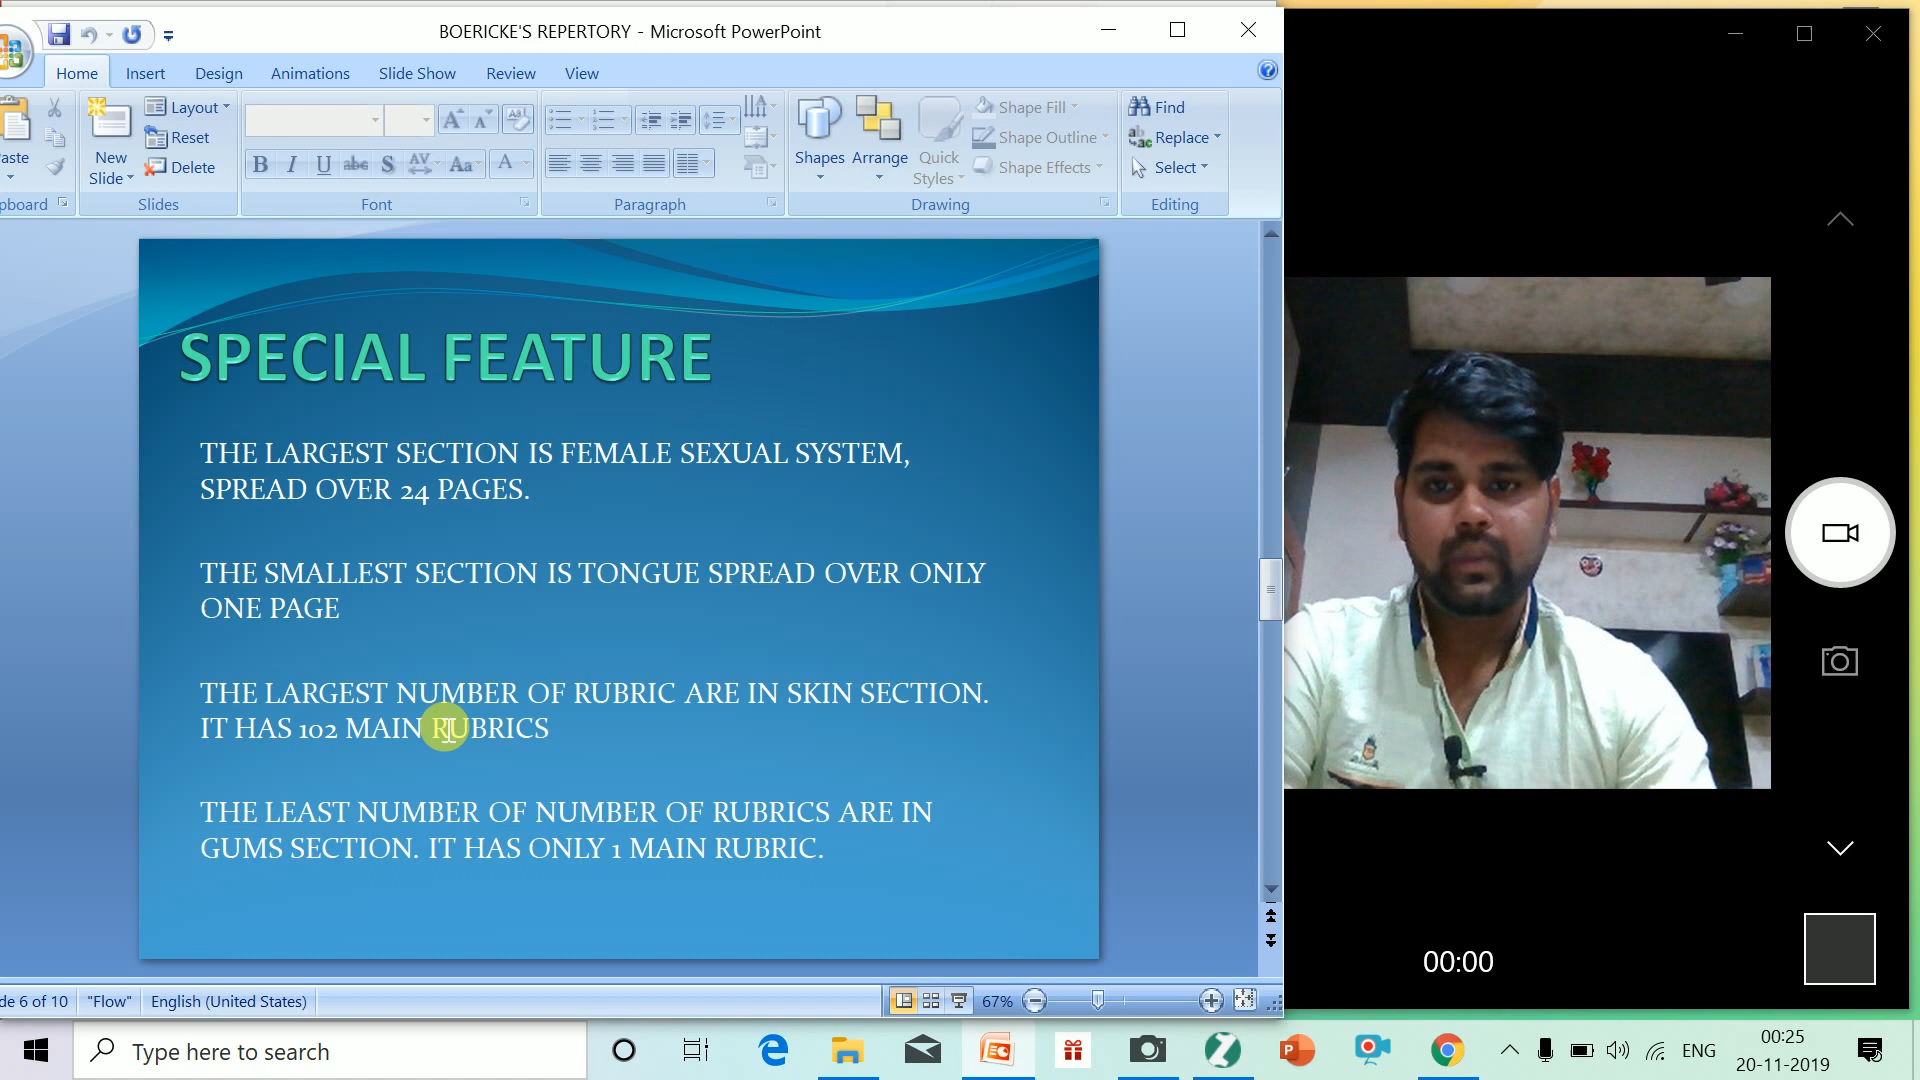 BOERICKE'S REPERTORY - Microsoft PowerPoint
Home Insert Design Animations Slide Show Review View
Layout
Reset
Delete
New
Slide
Shapes Arrange Quick
Styles
Shape Fill
Shape Outline
Shape Effects
Find
Replace
Select
Slides Font Paragraph Drawing Editing
SPECIAL FEATURE
THE LARGEST SECTION IS FEMALE SEXUAL SYSTEM,
SPREAD OVER 24 PAGES.
THE SMALLEST SECTION IS TONGUE SPREAD OVER ONLY
ONE PAGE
THE LARGEST NUMBER OF RUBRIC ARE IN SKIN SECTION.
IT HAS 102 MAIN RUBRICS
THE LEAST NUMBER OF NUMBER OF RUBRICS ARE IN
GUMS SECTION. IT HAS ONLY 1 MAIN RUBRIC.
00:00
de 6 of 10 "Flow" English (United States) 67%
Type here to search
ENG
00:25
20-11-2019